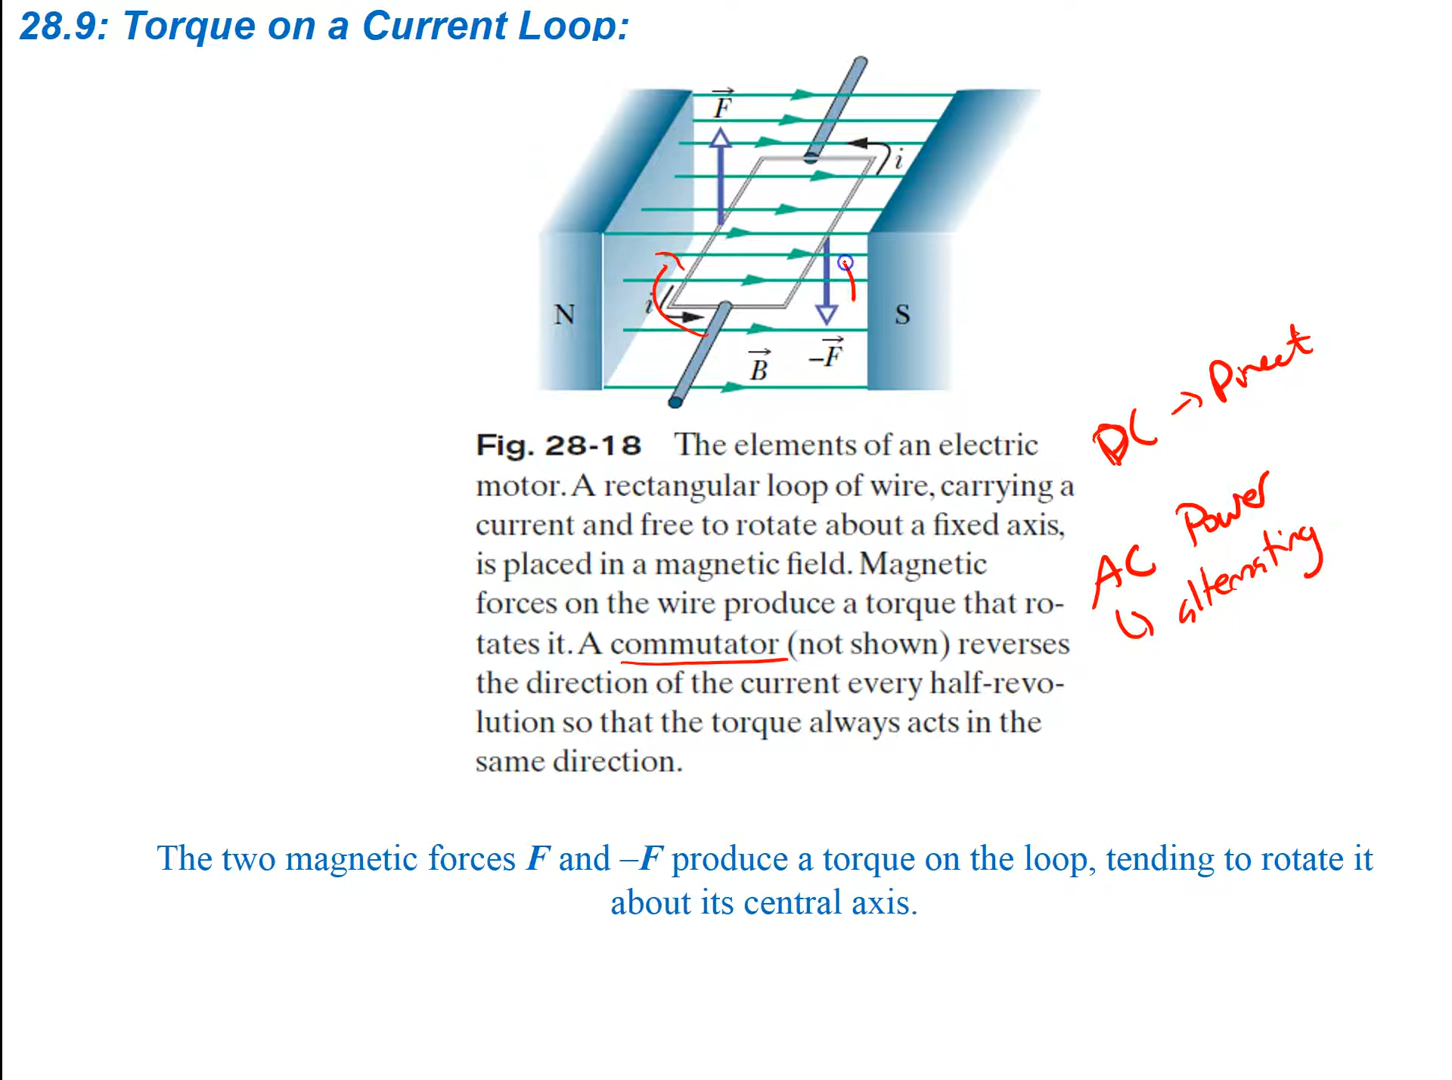 28.9: Torque on a Current Loop:
F
i
N
i
S
B
–F
DC → Direct
AC Power
↳ alternating
Fig. 28-18 The elements of an electric
motor. A rectangular loop of wire, carrying a
current and free to rotate about a fixed axis,
is placed in a magnetic field. Magnetic
forces on the wire produce a torque that ro-
tates it. A commutator (not shown) reverses
the direction of the current every half-revo-
lution so that the torque always acts in the
same direction.
The two magnetic forces F and –F produce a torque on the loop, tending to rotate it
about its central axis.